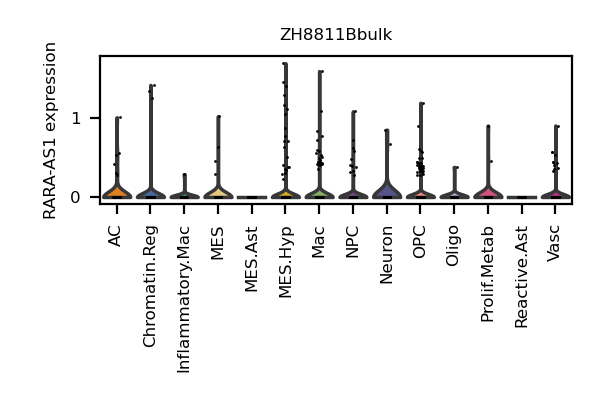 ZH8811Bbulk
RARA-AS1 expression
1
0
AC
Chromatin.Reg
Inflammatory.Mac
MES
MES.Ast
MES.Hyp
Mac
NPC
Neuron
OPC
Oligo
Prolif.Metab
Reactive.Ast
Vasc